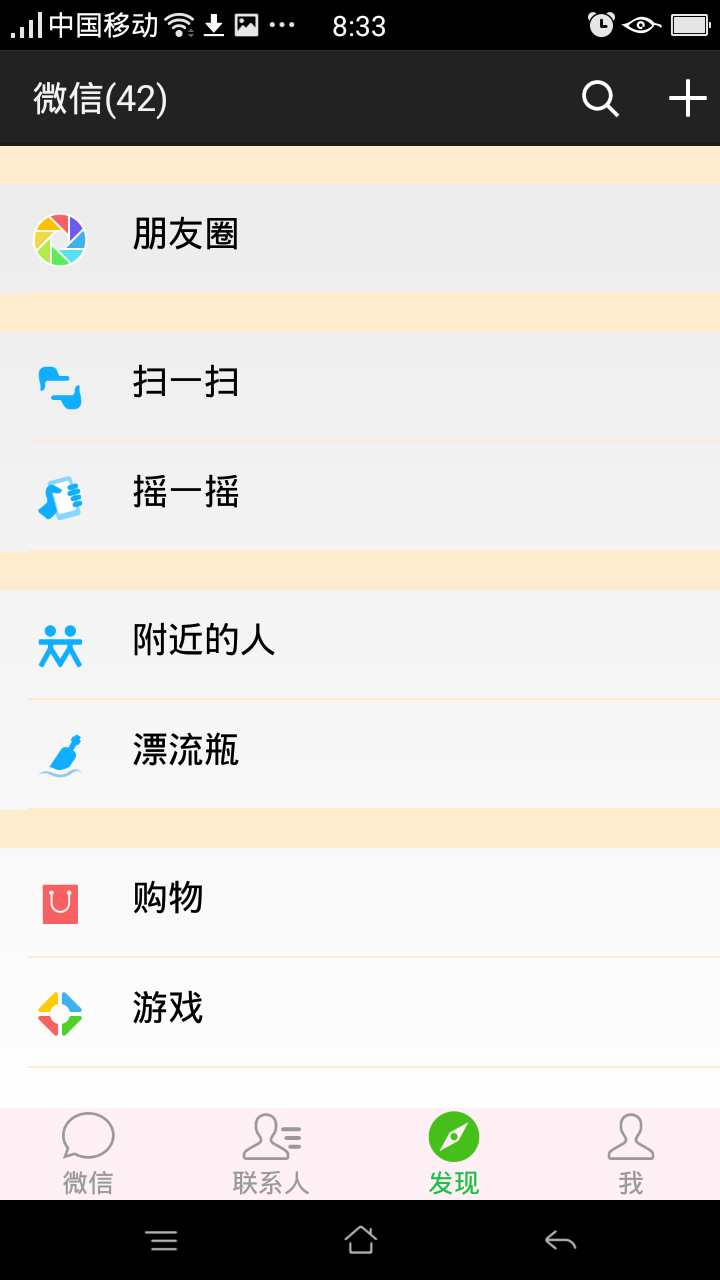 中国移动 8:33
微信(42)
朋友圈
扫一扫
摇一摇
附近的人
漂流瓶
购物
游戏
微信 联系人 发现 我